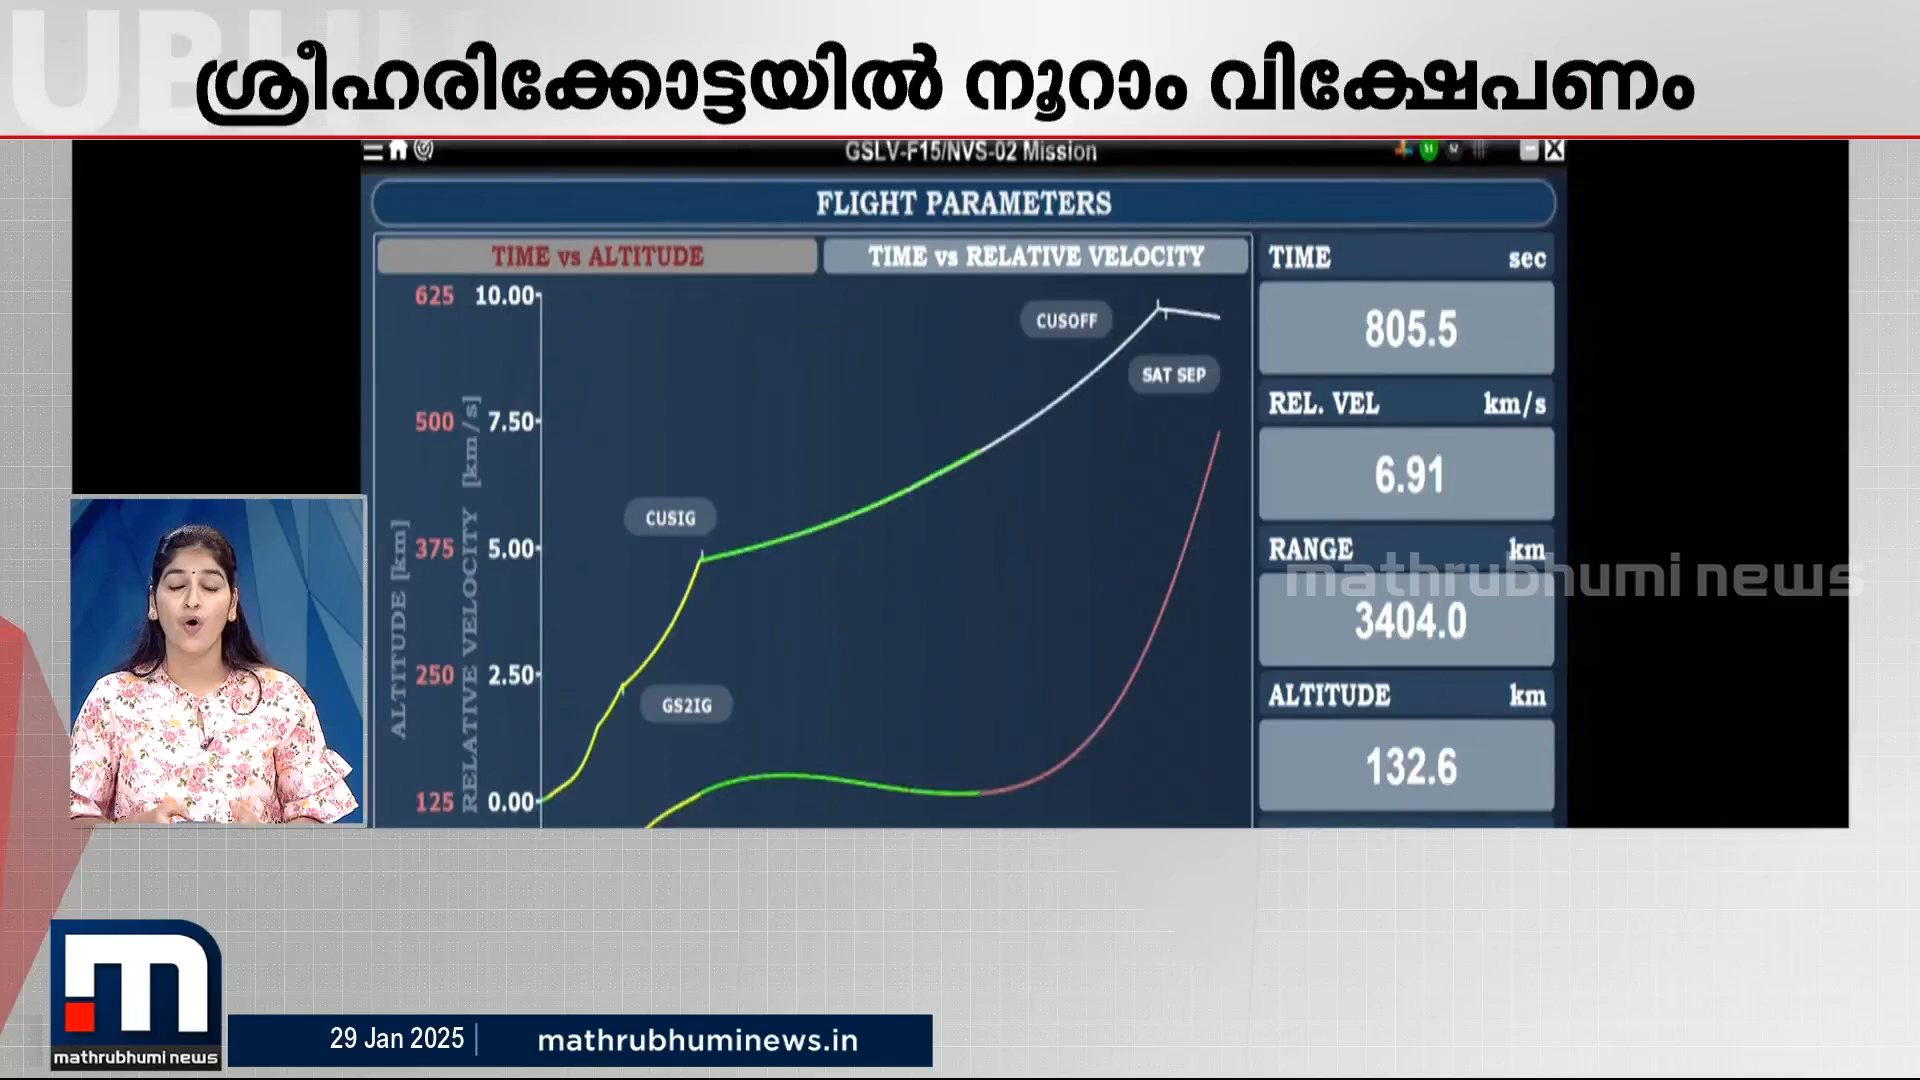 ശ്രീഹരിക്കോട്ടയിൽ നൂറാം വിക്ഷേപണം
GSLV-F15/NVS-02 Mission
FLIGHT PARAMETERS
TIME vs ALTITUDE
TIME vs RELATIVE VELOCITY
TIME sec
805.5
REL. VEL km/s
6.91
RANGE km
3404.0
ALTITUDE km
132.6
625 10.00
500 7.50
375 5.00
250 2.50
125 0.00
ALTITUDE [km]
RELATIVE VELOCITY [km/s]
CUSOFF
SAT SEP
CUSIG
GS2IG
mathrubhumi news
mathrubhumi news
29 Jan 2025
mathrubhuminews.in